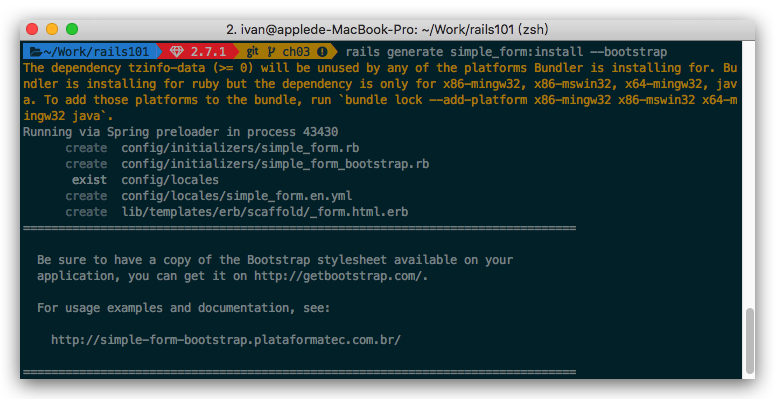 2. ivan@applede-MacBook-Pro: ~/Work/rails101 (zsh)
~/Work/rails101 2.7.1 git ch03 rails generate simple_form:install --bootstrap
The dependency tzinfo-data (>= 0) will be unused by any of the platforms Bundler is installing for. Bu
ndler is installing for ruby but the dependency is only for x86-mingw32, x86-mswin32, x64-mingw32, jav
a. To add those platforms to the bundle, run `bundle lock --add-platform x86-mingw32 x86-mswin32 x64-m
ingw32 java`.
Running via Spring preloader in process 43430
create config/initializers/simple_form.rb
create config/initializers/simple_form_bootstrap.rb
exist config/locales
create config/locales/simple_form.en.yml
create lib/templates/erb/scaffold/_form.html.erb
===============================================================================
Be sure to have a copy of the Bootstrap stylesheet available on your
application, you can get it on http://getbootstrap.com/.
For usage examples and documentation, see:
http://simple-form-bootstrap.plataformatec.com.br/
===============================================================================